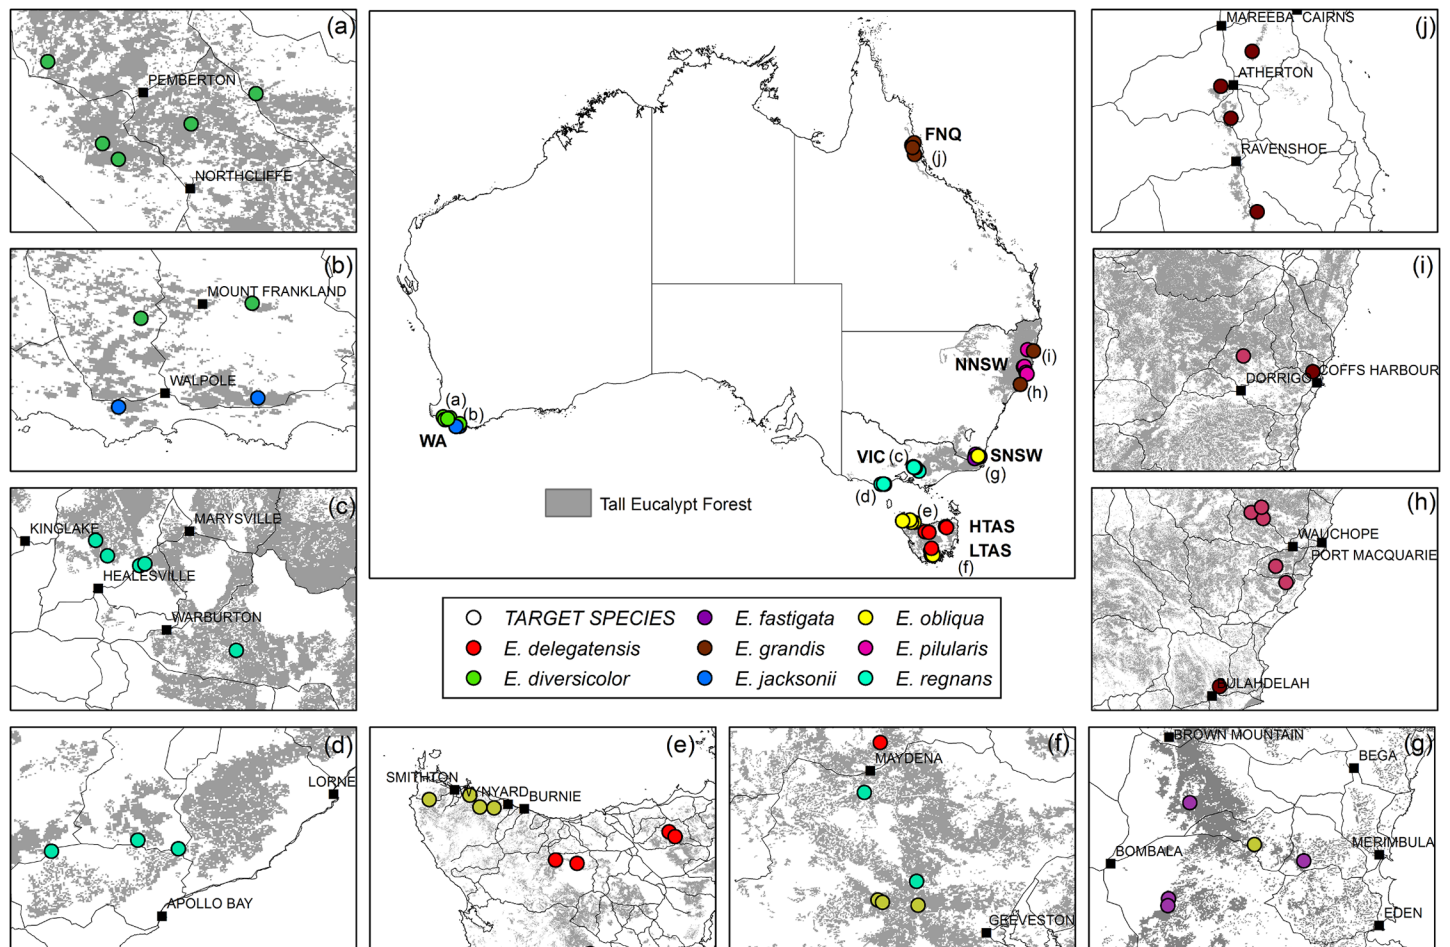 (a)
PEMBERTON
NORTHCLIFFE
(b)
MOUNT FRANKLAND
WALPOLE
(c)
KINGLAKE
MARYSVILLE
HEALESVILLE
WARBURTON
(d)
LORNE
APOLLO BAY
FNQ
(j)
NNSW
(i)
(h)
(a)
(b)
WA
VIC (c)
SNSW
(g)
(d)
(e)
HTAS
LTAS
(f)
Tall Eucalypt Forest
TARGET SPECIES
E. fastigata
E. obliqua
E. delegatensis
E. grandis
E. pilularis
E. diversicolor
E. jacksonii
E. regnans
(e)
SMITHTON
WYNYARD
BURNIE
(f)
MAYDENA
GEEVESTON
(j)
MAREEBA CAIRNS
ATHERTON
RAVENSHOE
(i)
COFFS HARBOUR
DORRIGO
(h)
WAUCHOPE
PORT MACQUARIE
BULAHDELAH
(g)
BROWN MOUNTAIN
BEGA
MERIMBULA
BOMBALA
EDEN